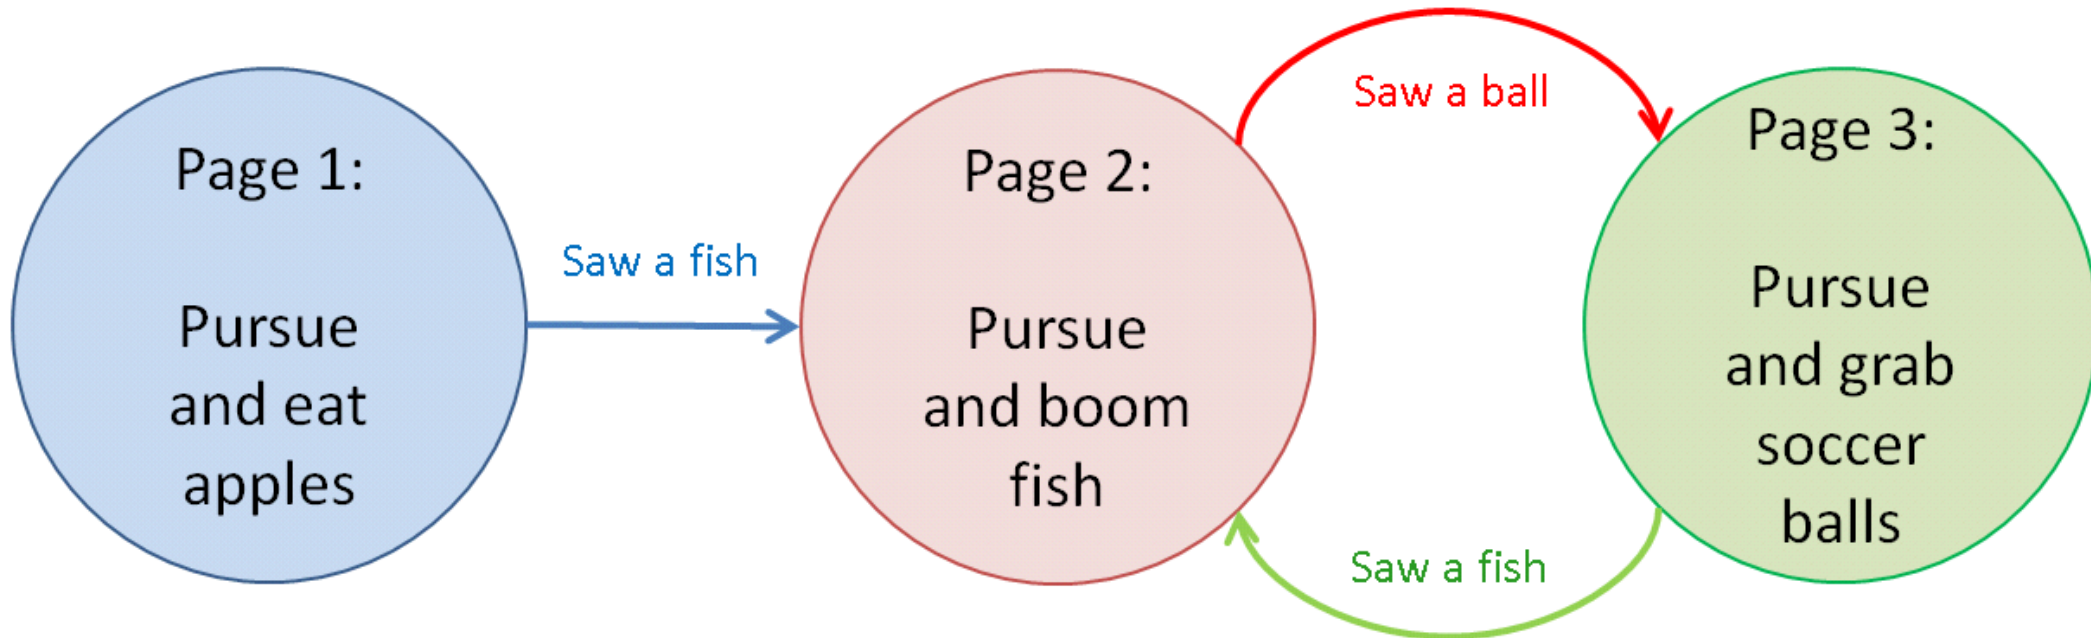 Page 1:
Pursue
and eat
apples
Saw a fish
Page 2:
Pursue
and boom
fish
Saw a ball
Page 3:
Pursue
and grab
soccer
balls
Saw a fish